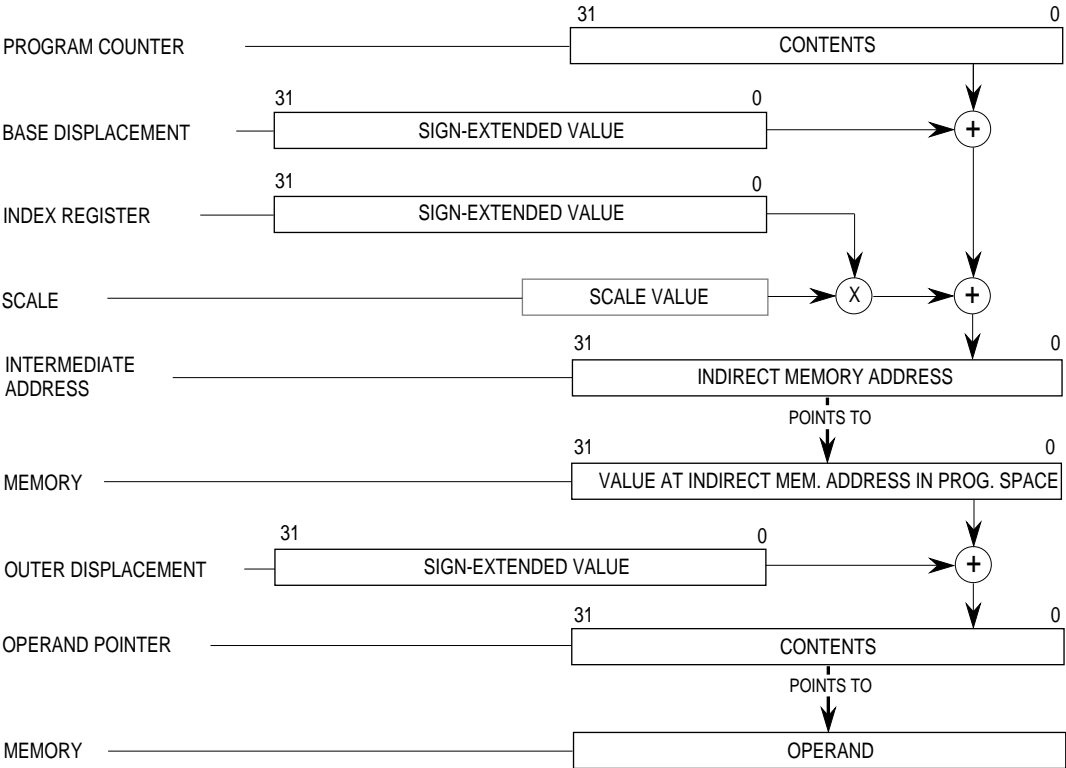 31 0
PROGRAM COUNTER CONTENTS
31 0
BASE DISPLACEMENT SIGN-EXTENDED VALUE +
31 0
INDEX REGISTER SIGN-EXTENDED VALUE
SCALE SCALE VALUE X +
31 0
INTERMEDIATE
ADDRESS INDIRECT MEMORY ADDRESS
POINTS TO
31 0
MEMORY VALUE AT INDIRECT MEM. ADDRESS IN PROG. SPACE
31 0
OUTER DISPLACEMENT SIGN-EXTENDED VALUE +
31 0
OPERAND POINTER CONTENTS
POINTS TO
MEMORY OPERAND